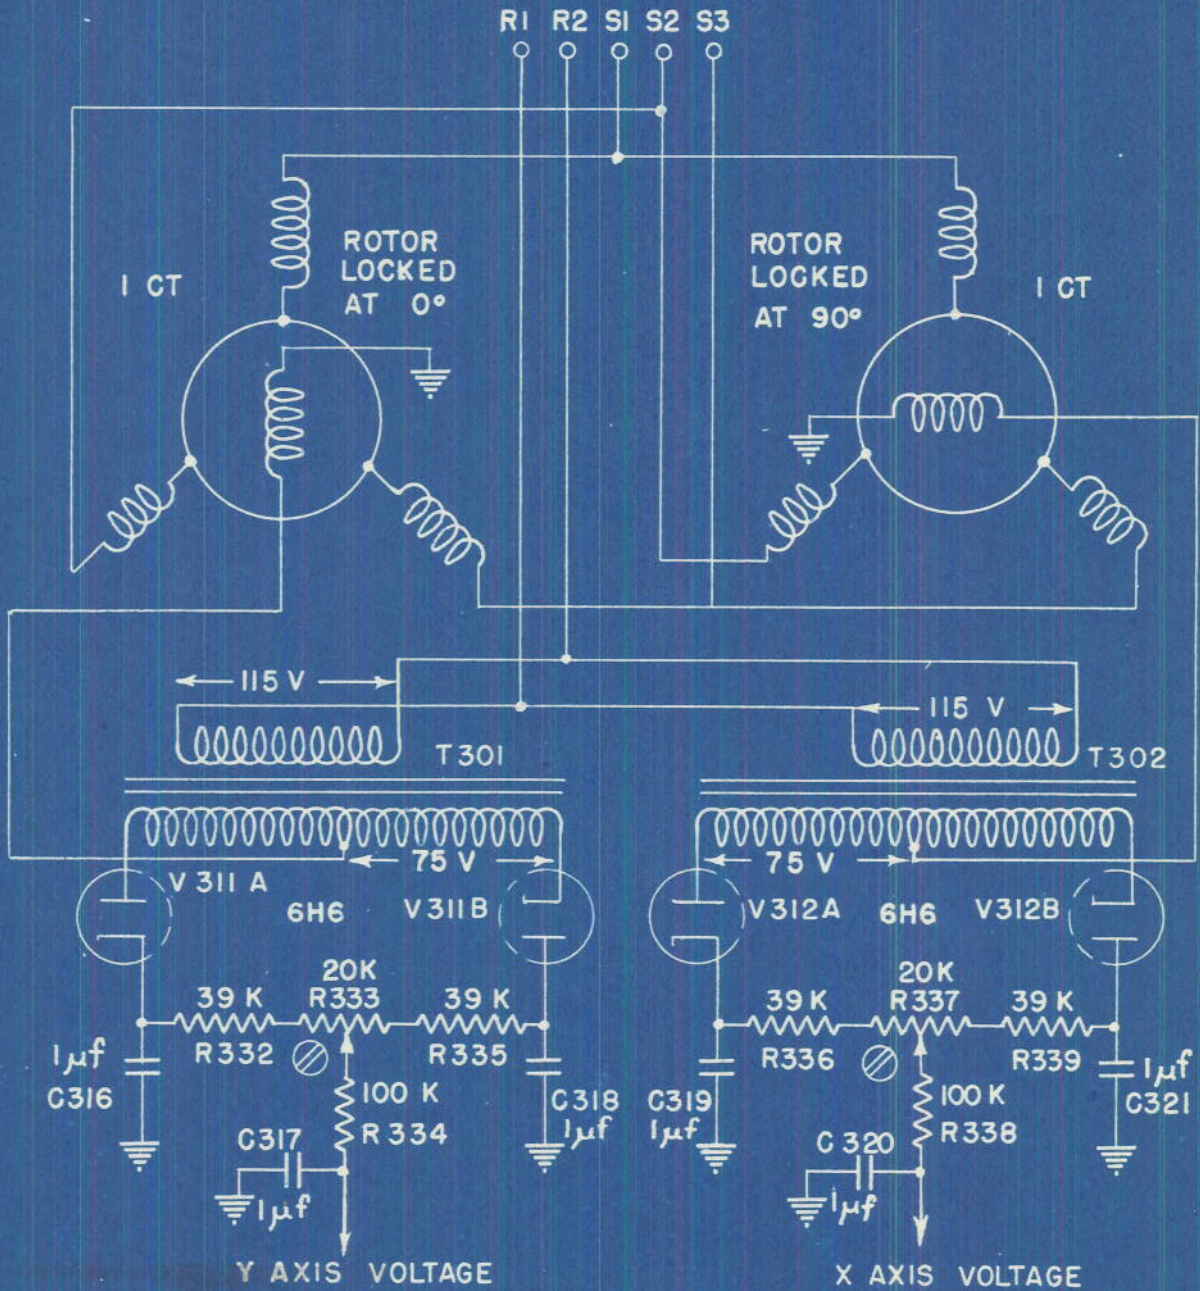 R1 R2 S1 S2 S3
ROTOR
LOCKED
AT 0°
1 CT
ROTOR
LOCKED
AT 90°
1 CT
115 V
115 V
T301
T302
75 V
75 V
V 311 A
6H6
V311B
V312A
6H6
V312B
39 K
R332
20K
R333
39 K
R335
39 K
R336
20K
R337
39 K
R339
1μf
C316
100 K
R334
C318
1μf
C319
1μf
100 K
R338
1μf
C321
C317
1μf
C 320
1μf
Y AXIS VOLTAGE
X AXIS VOLTAGE